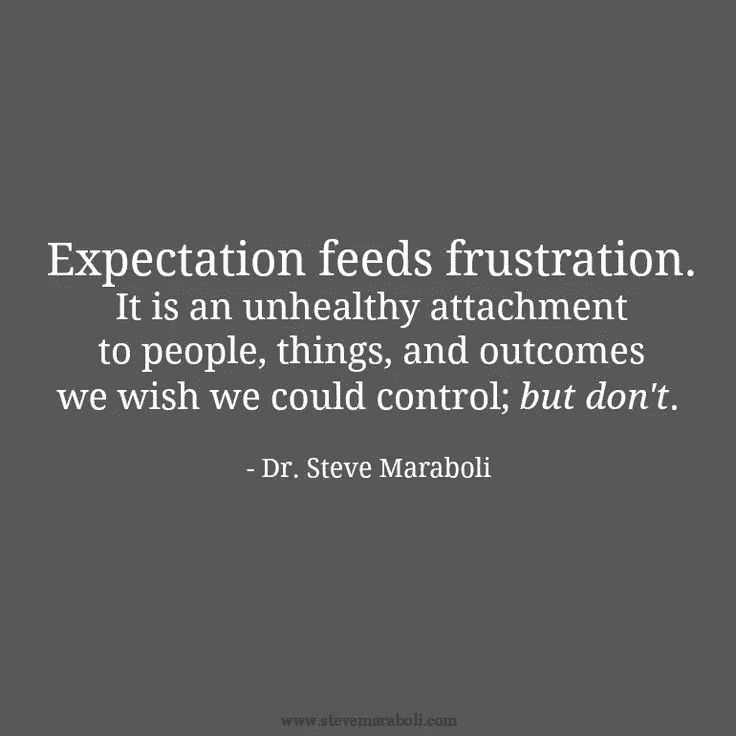 Expectation feeds frustration.
It is an unhealthy attachment
to people, things, and outcomes
we wish we could control; but don't.
- Dr. Steve Maraboli
www.stevemaraboli.com